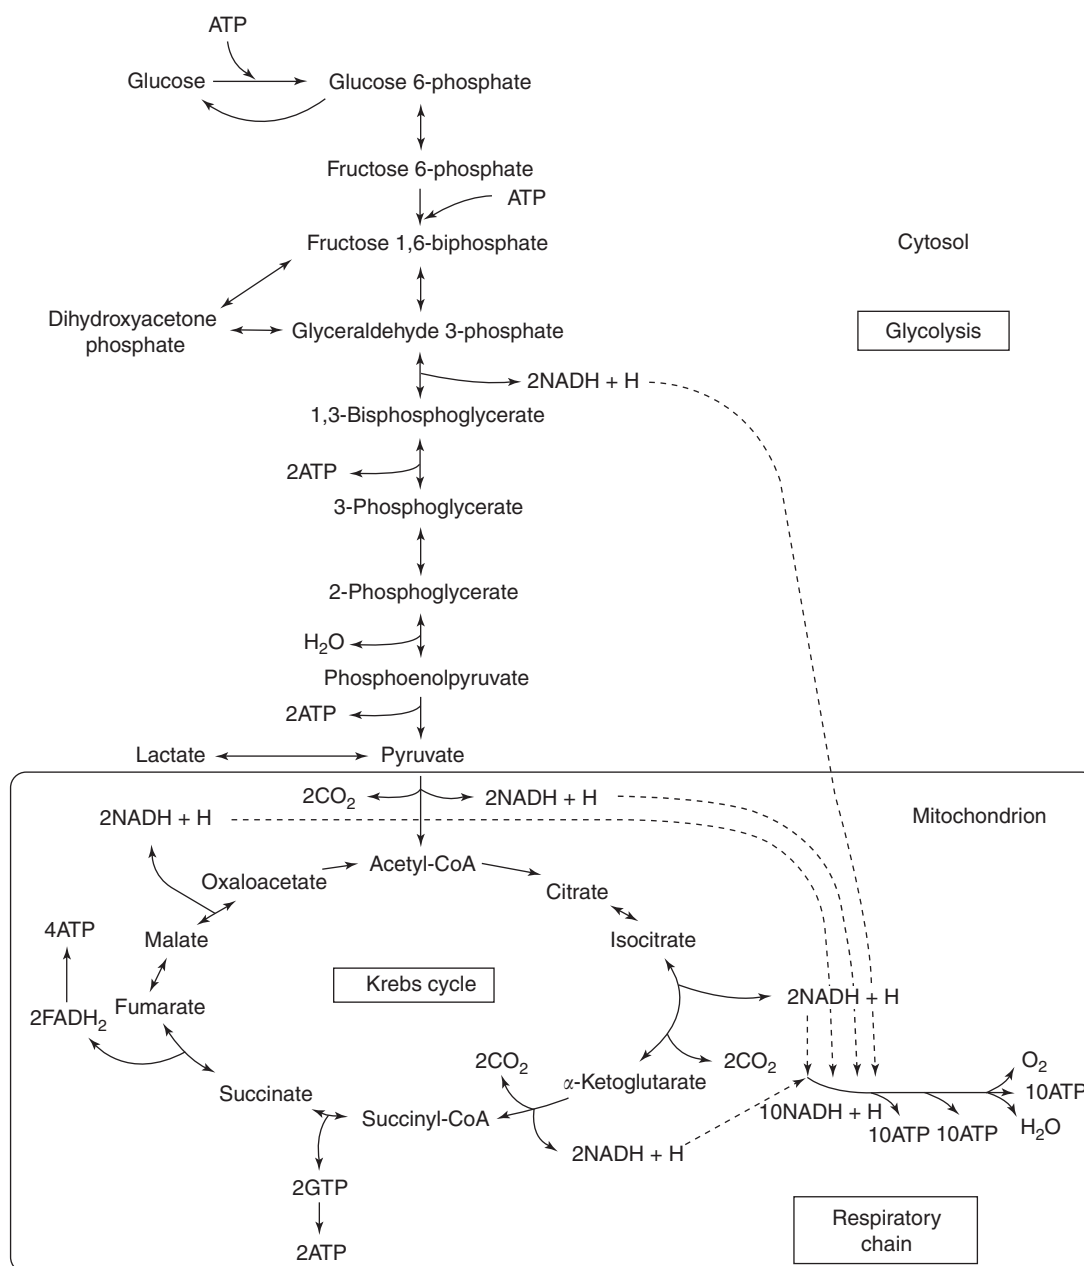 ATP
Glucose
Glucose 6-phosphate
Fructose 6-phosphate
ATP
Fructose 1,6-biphosphate
Cytosol
Dihydroxyacetone
phosphate
Glyceraldehyde 3-phosphate
Glycolysis
2NADH + H
1,3-Bisphosphoglycerate
2ATP
3-Phosphoglycerate
2-Phosphoglycerate
H₂O
Phosphoenolpyruvate
2ATP
Lactate
Pyruvate
2CO₂
2NADH + H
2NADH + H
Mitochondrion
Acetyl-CoA
Oxaloacetate
Citrate
4ATP
Malate
Isocitrate
Krebs cycle
2FADH₂
Fumarate
2NADH + H
2CO₂
2CO₂
O₂
α-Ketoglutarate
Succinate
Succinyl-CoA
10NADH + H
10ATP
10ATP
10ATP
H₂O
2NADH + H
2GTP
2ATP
Respiratory
chain